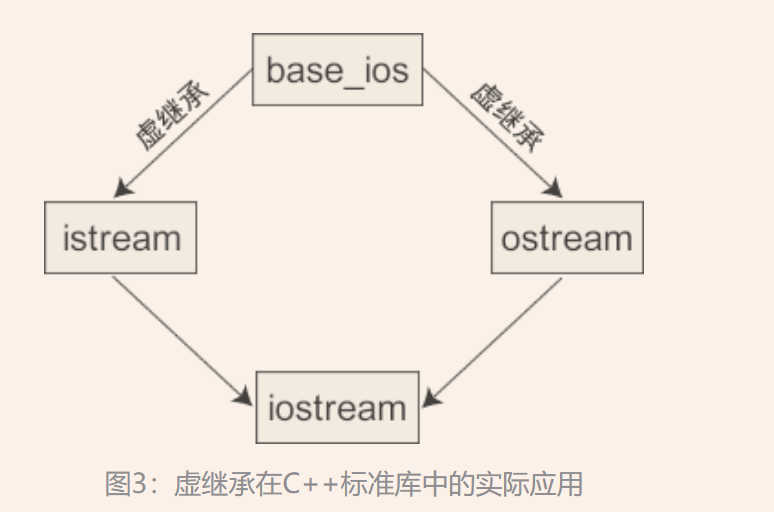 base_ios
虚继承
虚继承
istream
ostream
iostream
图3：虚继承在C++标准库中的实际应用